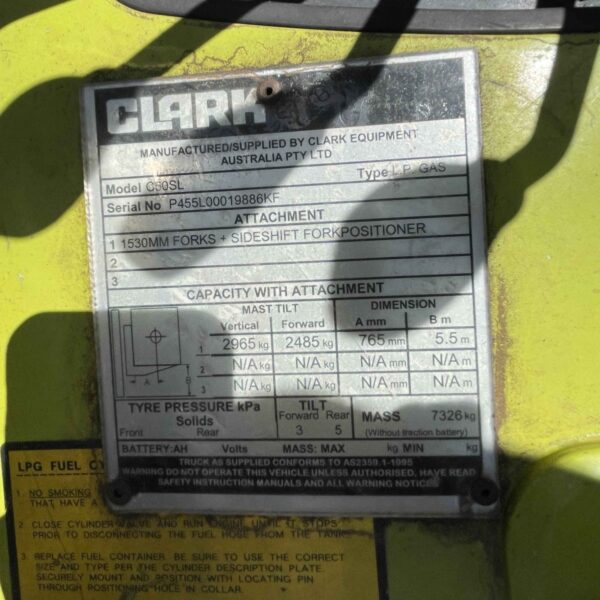 CLARK
MANUFACTURED/SUPPLIED BY CLARK EQUIPMENT
AUSTRALIA PTY LTD
Model C50SL Type L.P. GAS
Serial No P455L00019886KF
ATTACHMENT
1 1530MM FORKS + SIDESHIFT FORKPOSITIONER
2
3
CAPACITY WITH ATTACHMENT
MAST TILT DIMENSION
Vertical Forward A mm B m
1 2965 kg 2485 kg 765 mm 5.5 m
2 N/A kg N/A kg N/A mm N/A m
3 N/A kg N/A kg N/A mm N/A m
A B
TYRE PRESSURE kPa TILT
Solids Forward Rear MASS 7326 kg
Front Rear 3 5 (Without traction battery)
BATTERY:AH Volts MASS: MAX kg MIN kg
TRUCK AS SUPPLIED CONFORMS TO AS2359.1-1995
WARNING DO NOT OPERATE THIS VEHICLE UNLESS AUTHORISED, HAVE READ
SAFETY INSTRUCTION MANUALS AND ALL WARNING NOTICES
LPG FUEL
1. NO SMOKING
THAT HAVE A
2. CLOSE CYLINDER VALVE AND RUN ENGINE UNTIL IT STOPS
PRIOR TO DISCONNECTING THE FUEL HOSE FROM THE TANK
3. REPLACE FUEL CONTAINER. BE SURE TO USE THE CORRECT
SIZE AND TYPE PER THE CYLINDER DESCRIPTION PLATE.
SECURELY MOUNT AND POSITION WITH LOCATING PIN
THROUGH POSITIONING HOLE IN COLLAR.